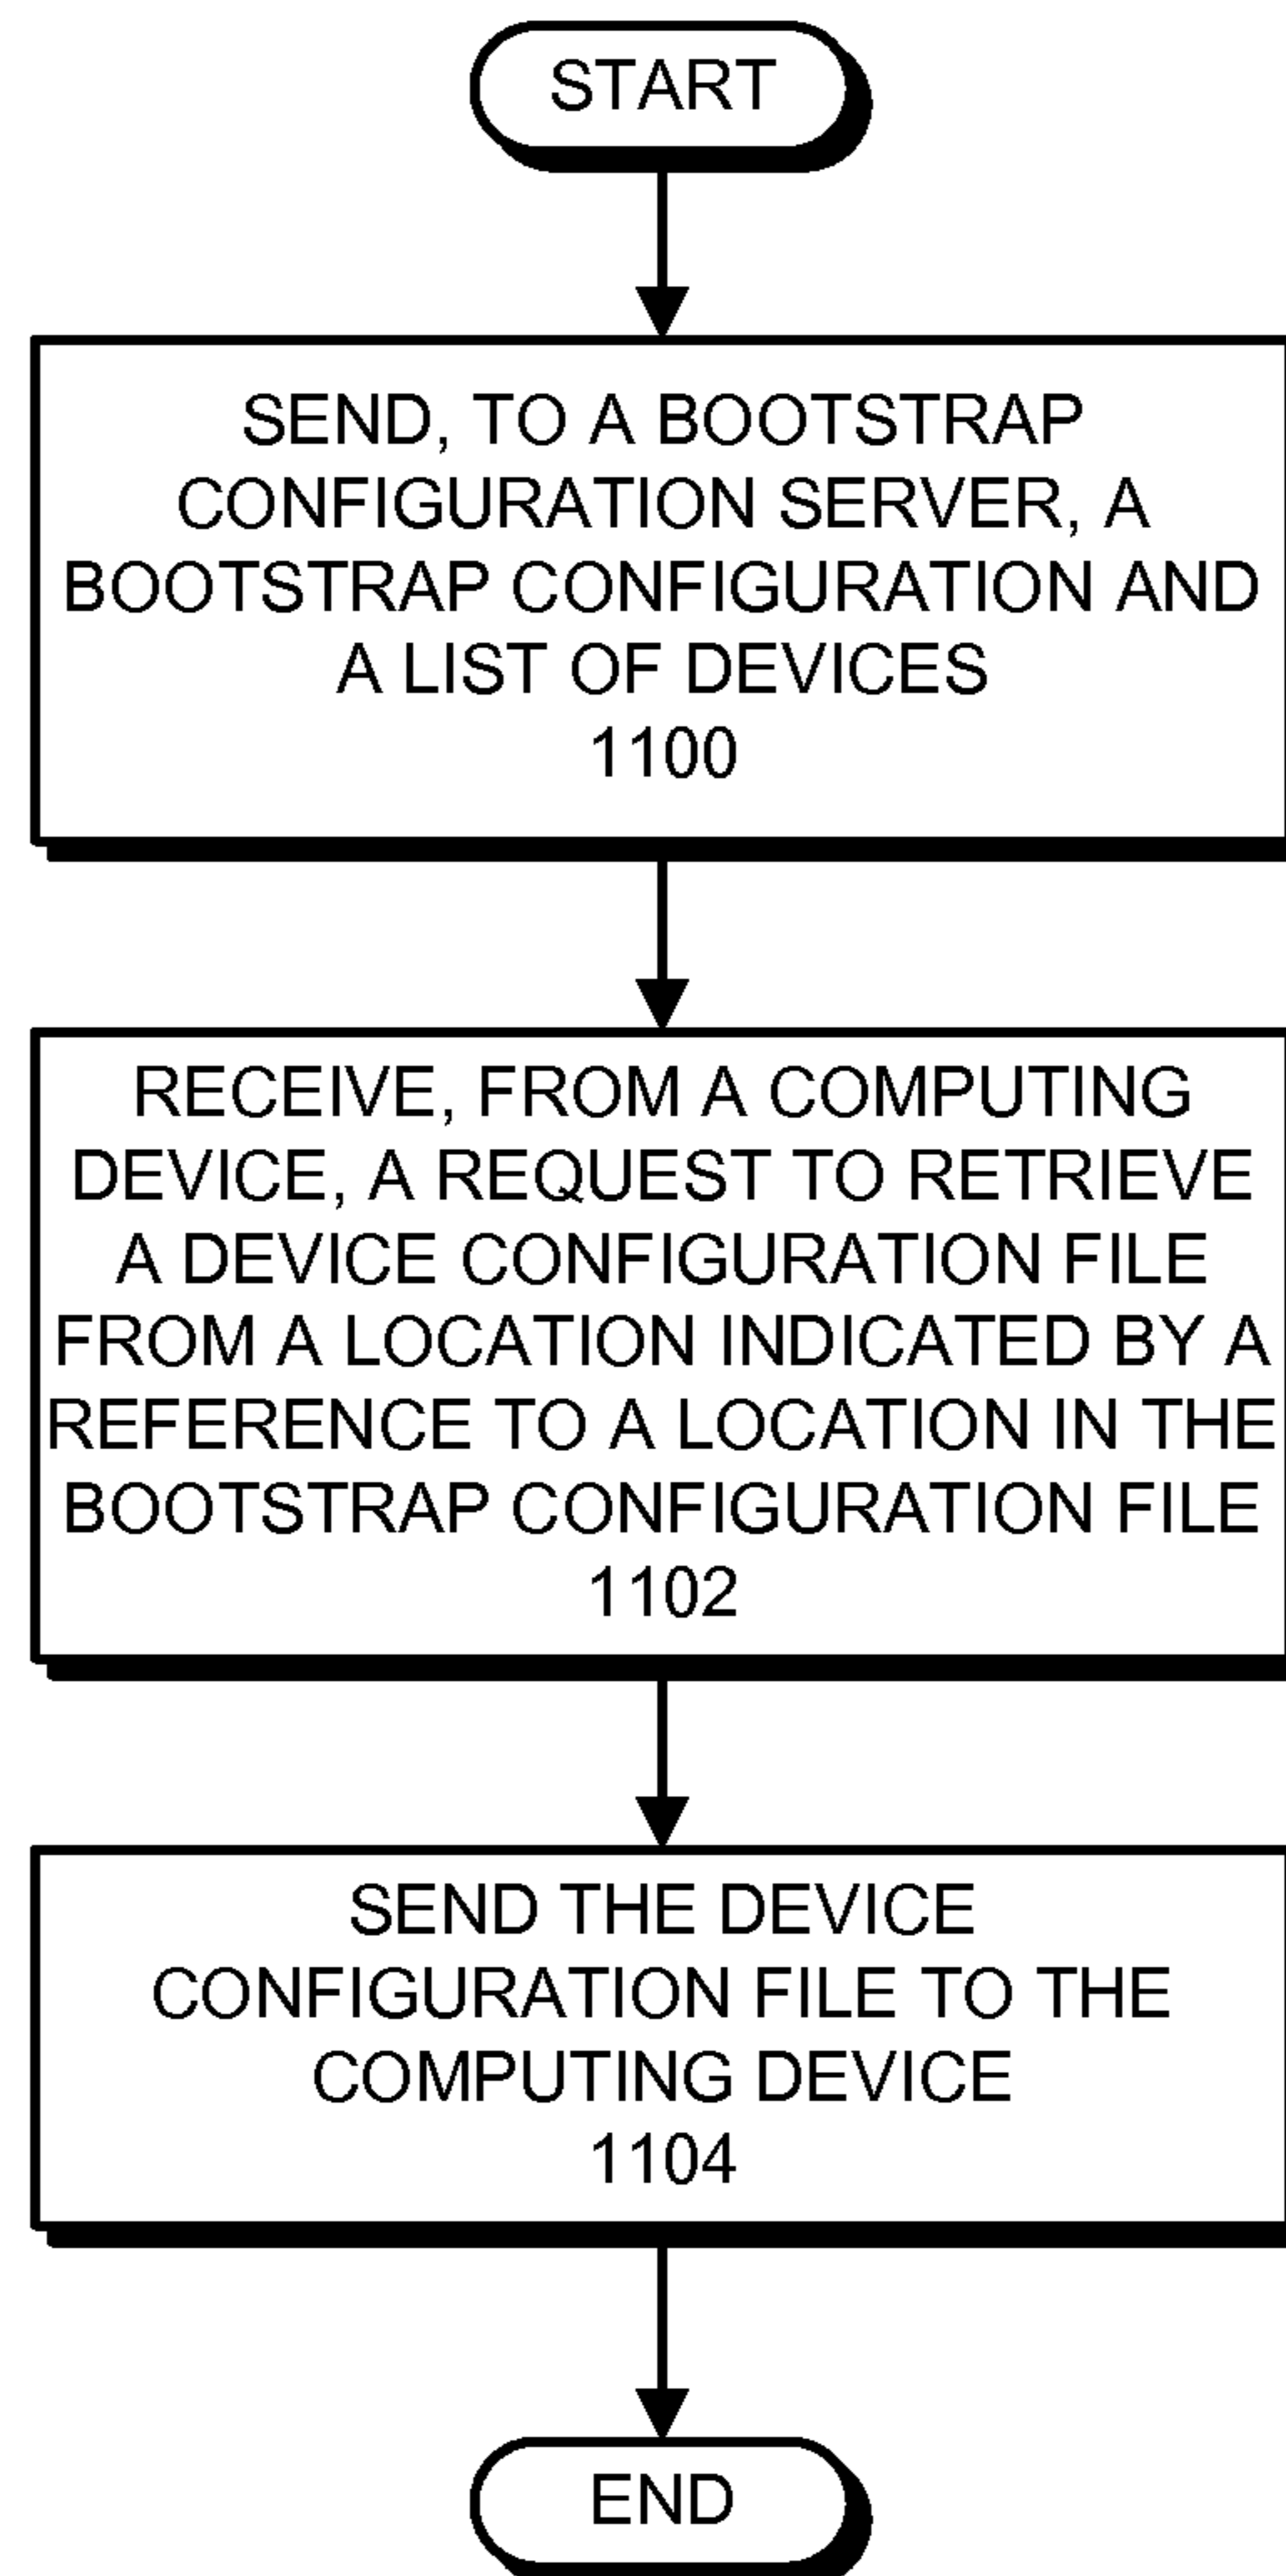 START
SEND, TO A BOOTSTRAP
CONFIGURATION SERVER, A
BOOTSTRAP CONFIGURATION AND
A LIST OF DEVICES
1100
RECEIVE, FROM A COMPUTING
DEVICE, A REQUEST TO RETRIEVE
A DEVICE CONFIGURATION FILE
FROM A LOCATION INDICATED BY A
REFERENCE TO A LOCATION IN THE
BOOTSTRAP CONFIGURATION FILE
1102
SEND THE DEVICE
CONFIGURATION FILE TO THE
COMPUTING DEVICE
1104
END